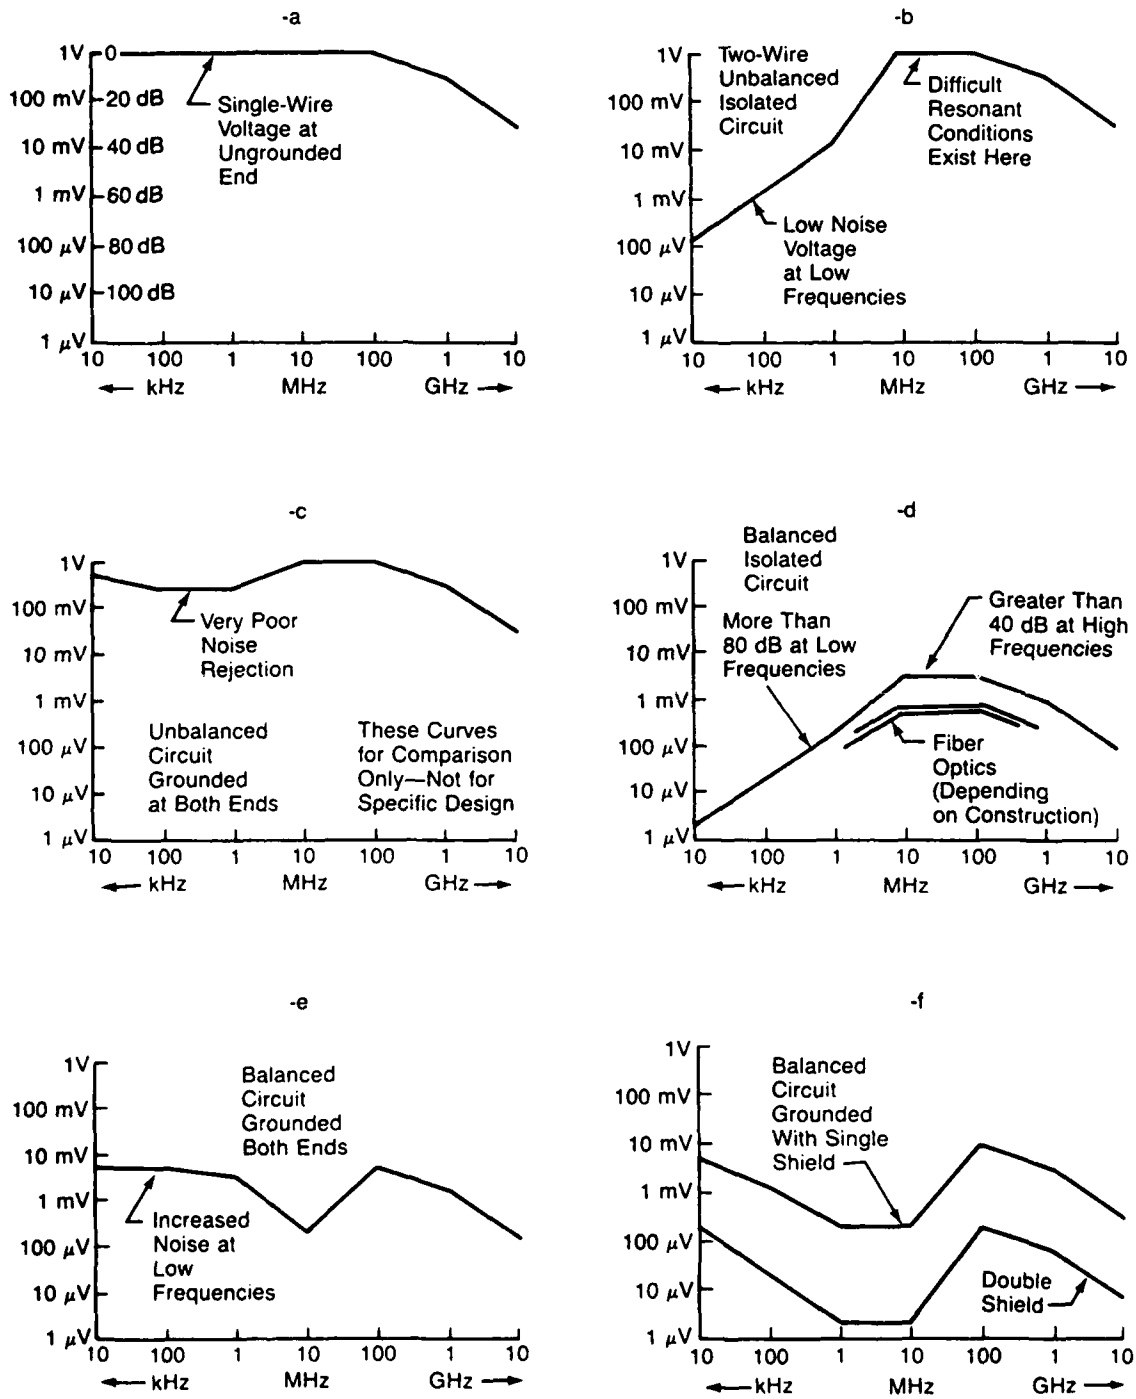 -a
1V 0
100 mV 20 dB
10 mV 40 dB
1 mV 60 dB
100 μV 80 dB
10 μV 100 dB
1 μV
Single-Wire
Voltage at
Ungrounded
End
10 100 1 10 100 1 10
kHz MHz GHz
-b
1V
100 mV
10 mV
1 mV
100 μV
10 μV
1 μV
Two-Wire
Unbalanced
Isolated
Circuit
Difficult
Resonant
Conditions
Exist Here
Low Noise
Voltage
at Low
Frequencies
10 100 1 10 100 1 10
kHz MHz GHz
-c
1V
100 mV
10 mV
1 mV
100 μV
10 μV
1 μV
Very Poor
Noise
Rejection
Unbalanced
Circuit
Grounded
at Both Ends
These Curves
for Comparison
Only—Not for
Specific Design
10 100 1 10 100 1 10
kHz MHz GHz
-d
1V
100 mV
10 mV
1 mV
100 μV
10 μV
1 μV
Balanced
Isolated
Circuit
More Than
80 dB at Low
Frequencies
Greater Than
40 dB at High
Frequencies
Fiber
Optics
(Depending
on Construction)
10 100 1 10 100 1 10
kHz MHz GHz
-e
1V
100 mV
10 mV
1 mV
100 μV
10 μV
1 μV
Balanced
Circuit
Grounded
Both Ends
Increased
Noise at
Low
Frequencies
10 100 1 10 100 1 10
kHz MHz GHz
-f
1V
100 mV
10 mV
1 mV
100 μV
10 μV
1 μV
Balanced
Circuit
Grounded
With Single
Shield
Double
Shield
10 100 1 10 100 1 10
kHz MHz GHz